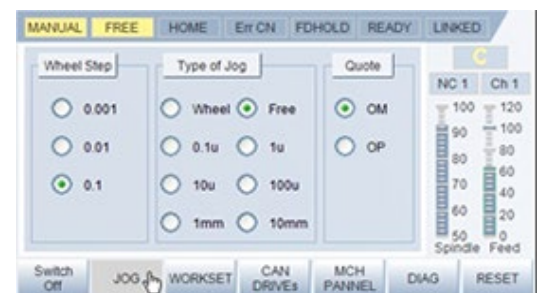 MANUAL FREE HOME Err CN FDHOLD READY LINKED
Wheel Step Type of Jog Quote C
NC 1 Ch 1
0.001 Wheel Free OM 100 120
90 100
0.01 0.1u 1u OP 80 80
0.1 10u 100u 70 60
40
1mm 10mm 60 20
50 0
Spindle Feed
Switch Off JOG WORKSET CAN DRIVEs MCH PANNEL DIAG RESET